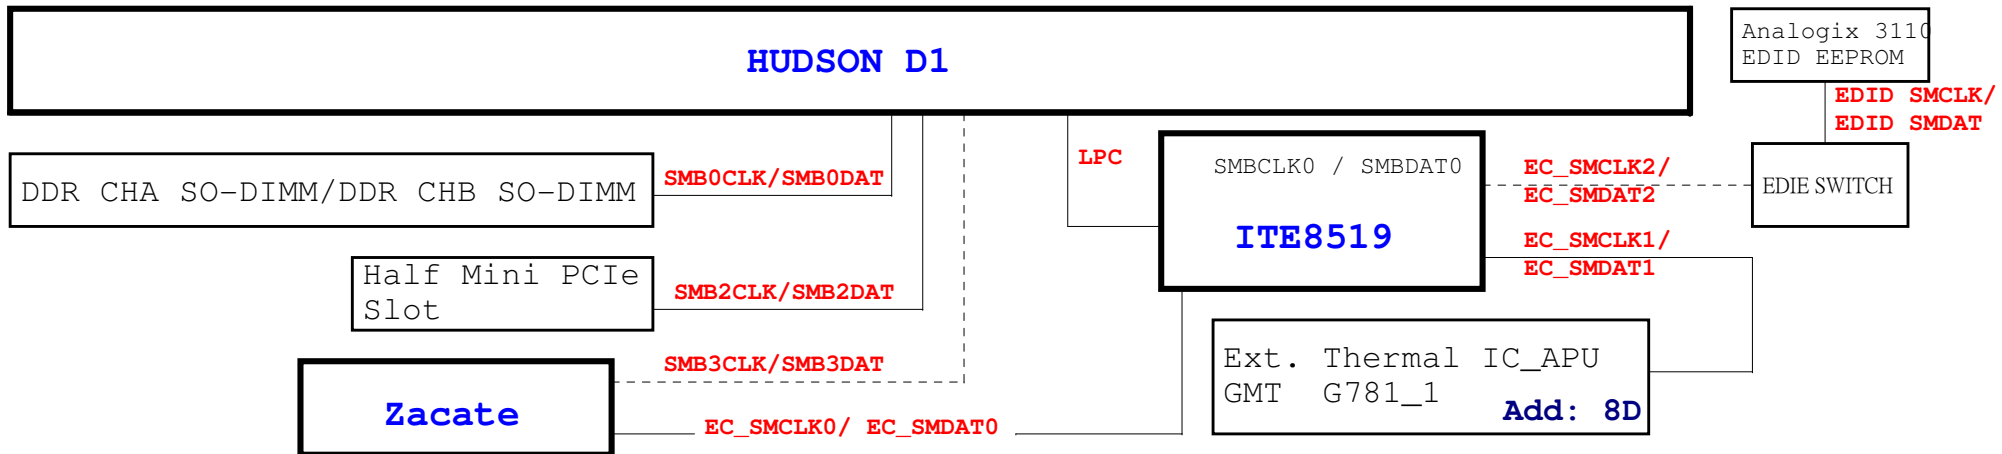 HUDSON D1
Analogix 3110
EDID EEPROM
EDID SMCLK/
EDID SMDAT
DDR CHA SO-DIMM/DDR CHB SO-DIMM
SMB0CLK/SMB0DAT
LPC
SMBCLK0 / SMBDAT0
ITE8519
EC_SMCLK2/
EC_SMDAT2
EDIE SWITCH
EC_SMCLK1/
EC_SMDAT1
Half Mini PCIe
Slot
SMB2CLK/SMB2DAT
SMB3CLK/SMB3DAT
Zacate
EC_SMCLK0/ EC_SMDAT0
Ext. Thermal IC_APU
GMT G781_1
Add: 8D